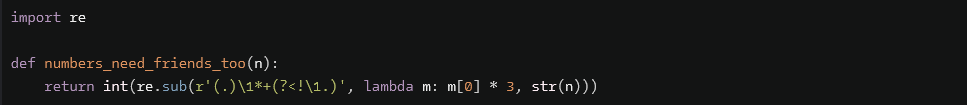 import re
def numbers_need_friends_too(n):
    return int(re.sub(r'(.)\1*+(?<!\1.)', lambda m: m[0] * 3, str(n)))